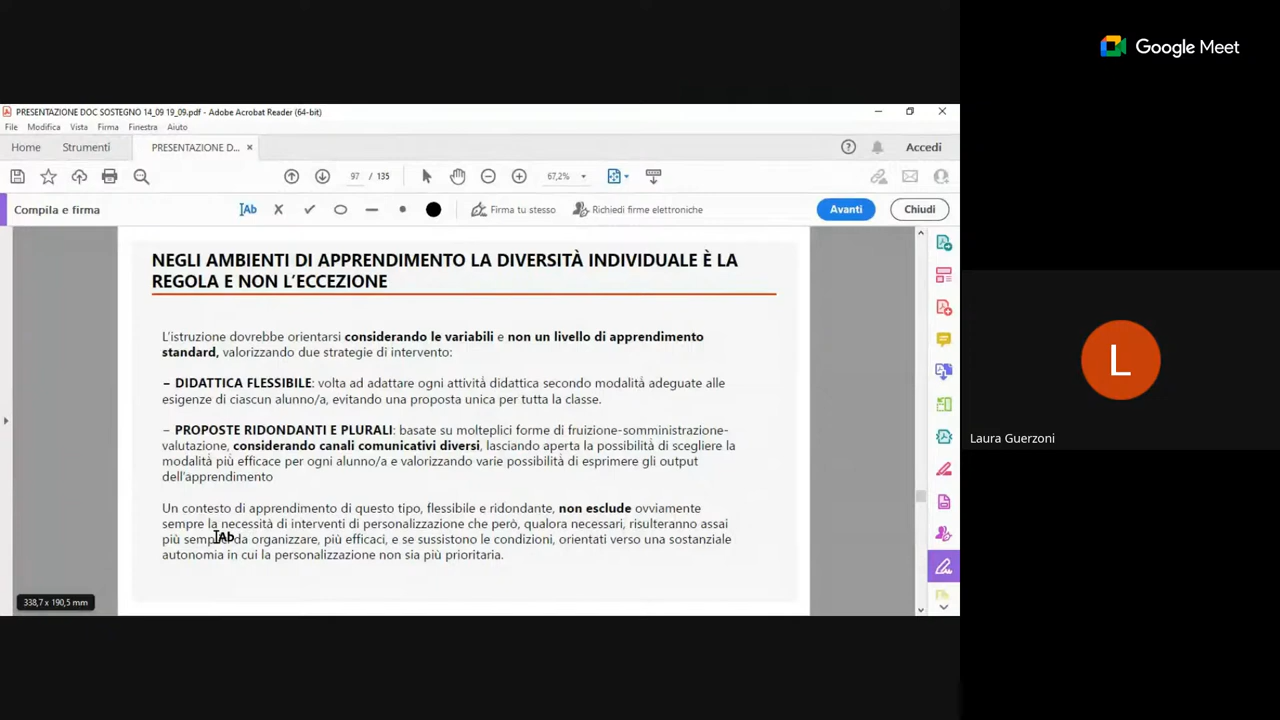 Google Meet
PRESENTAZIONE DOC SOSTEGNO 14_09 19_09.pdf - Adobe Acrobat Reader (64-bit)
File Modifica Vista Firma Finestra Aiuto
Home Strumenti PRESENTAZIONE D... × Accedi
97 / 135 67,2%
Compila e firma Ab Firma tu stesso Richiedi firme elettroniche Avanti Chiudi
NEGLI AMBIENTI DI APPRENDIMENTO LA DIVERSITÀ INDIVIDUALE È LA
REGOLA E NON L'ECCEZIONE
L'istruzione dovrebbe orientarsi considerando le variabili e non un livello di apprendimento
standard, valorizzando due strategie di intervento:
– DIDATTICA FLESSIBILE: volta ad adattare ogni attività didattica secondo modalità adeguate alle
esigenze di ciascun alunno/a, evitando una proposta unica per tutta la classe.
– PROPOSTE RIDONDANTI E PLURALI: basate su molteplici forme di fruizione-somministrazione-
valutazione, considerando canali comunicativi diversi, lasciando aperta la possibilità di scegliere la
modalità più efficace per ogni alunno/a e valorizzando varie possibilità di esprimere gli output
dell'apprendimento
Un contesto di apprendimento di questo tipo, flessibile e ridondante, non esclude ovviamente
sempre la necessità di interventi di personalizzazione che però, qualora necessari, risulteranno assai
più semplici da organizzare, più efficaci, e se sussistono le condizioni, orientati verso una sostanziale
autonomia in cui la personalizzazione non sia più prioritaria.
338,7 x 190,5 mm
L
Laura Guerzoni